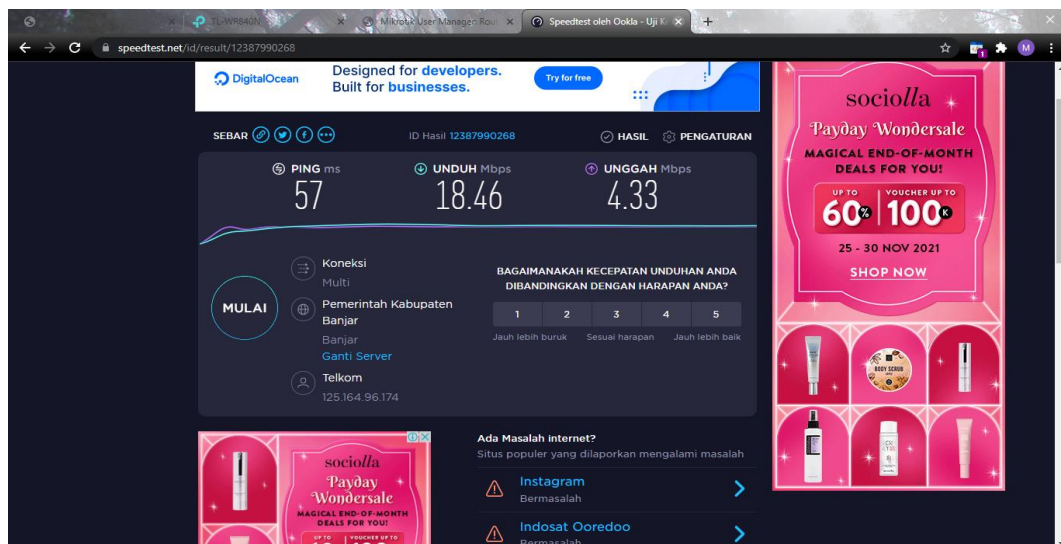 TL-WR840N
Mikrotik User Manager Rou
Speedtest oleh Ookla - Uji K
speedtest.net/id/result/12387990268
M
DigitalOcean
Designed for developers.
Built for businesses.
Try for free
SEBAR
ID Hasil 12387990268
HASIL
PENGATURAN
PING ms
57
UNDUH Mbps
18.46
UNGGAH Mbps
4.33
MULAI
Koneksi
Multi
Pemerintah Kabupaten
Banjar
Banjar
Ganti Server
Telkom
125.164.96.174
BAGAIMANAKAH KECEPATAN UNDUHAN ANDA
DIBANDINGKAN DENGAN HARAPAN ANDA?
1 2 3 4 5
Jauh lebih buruk Sesuai harapan Jauh lebih baik
sociolla
Payday Wondersale
MAGICAL END-OF-MONTH
DEALS FOR YOU!
UP TO
60%
VOUCHER UP TO
100K
25 - 30 NOV 2021
SHOP NOW
BODY SCRUB
sociolla
Payday
Wondersale
MAGICAL END-OF-MONTH
DEALS FOR YOU!
UP TO
VOUCHER UP TO
Ada Masalah internet?
Situs populer yang dilaporkan mengalami masalah
Instagram
Bermasalah
Indosat Ooredoo
Bermasalah